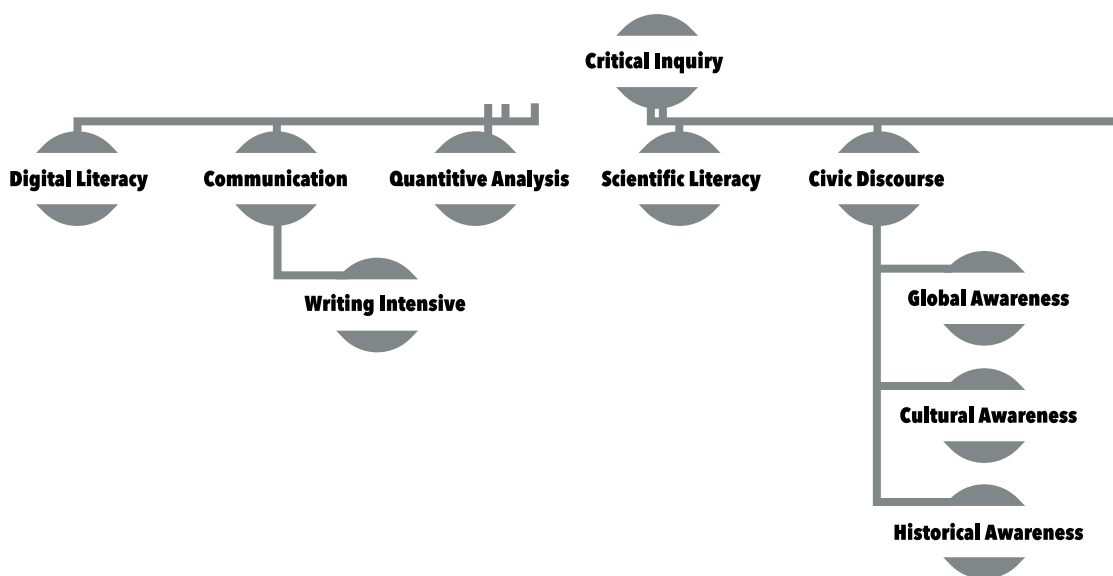 Critical Inquiry
Digital Literacy
Communication
Quantitive Analysis
Scientific Literacy
Civic Discourse
Writing Intensive
Global Awareness
Cultural Awareness
Historical Awareness